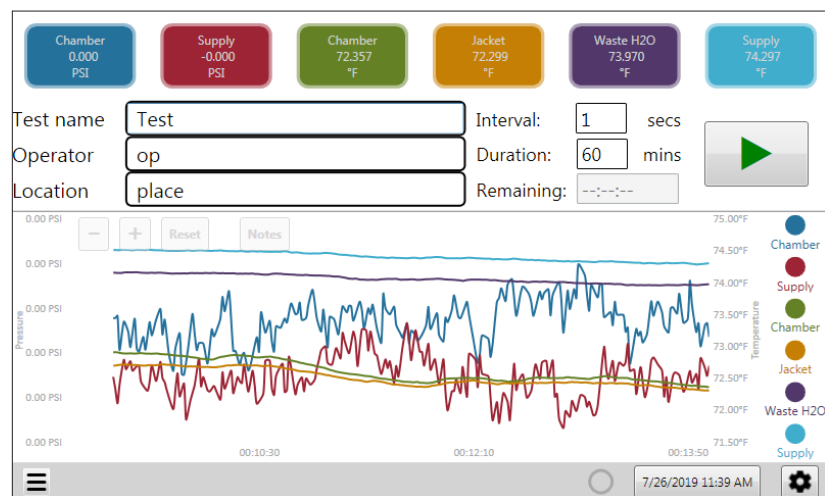 Chamber
0.000
PSI
Supply
-0.000
PSI
Chamber
72.357
°F
Jacket
72.299
°F
Waste H2O
73.970
°F
Supply
74.297
°F
Test name Test Interval: 1 secs
Operator op Duration: 60 mins
Location place Remaining: --:--:--
0.00 PSI
0.00 PSI
0.00 PSI
0.00 PSI
0.00 PSI
0.00 PSI
Pressure
− + Reset Notes
75.00°F
74.50°F
74.00°F
73.50°F
73.00°F
72.50°F
72.00°F
71.50°F
Temperature
Chamber
Supply
Chamber
Jacket
Waste H2O
Supply
00:10:30 00:12:10 00:13:50
7/26/2019 11:39 AM